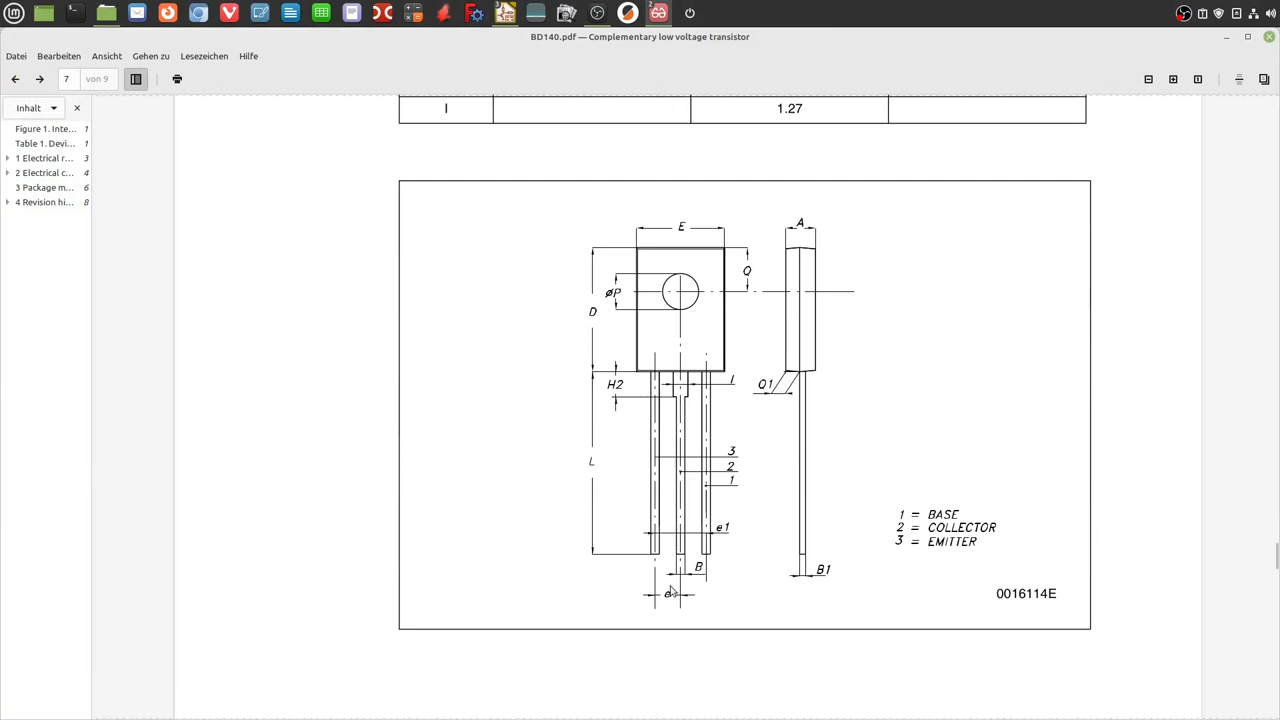 BD140.pdf — Complementary low voltage transistor
Datei Bearbeiten Ansicht Gehen zu Lesezeichen Hilfe
7 von 9
Inhalt
Figure 1. Inte... 1
Table 1. Devi... 1
1 Electrical r... 3
2 Electrical c... 4
3 Package m... 6
4 Revision hi... 8
I 1.27
E A
Q
øP
D
H2 I Q1
3
L 2
1
e1
B B1
e
1 = BASE
2 = COLLECTOR
3 = EMITTER
0016114E